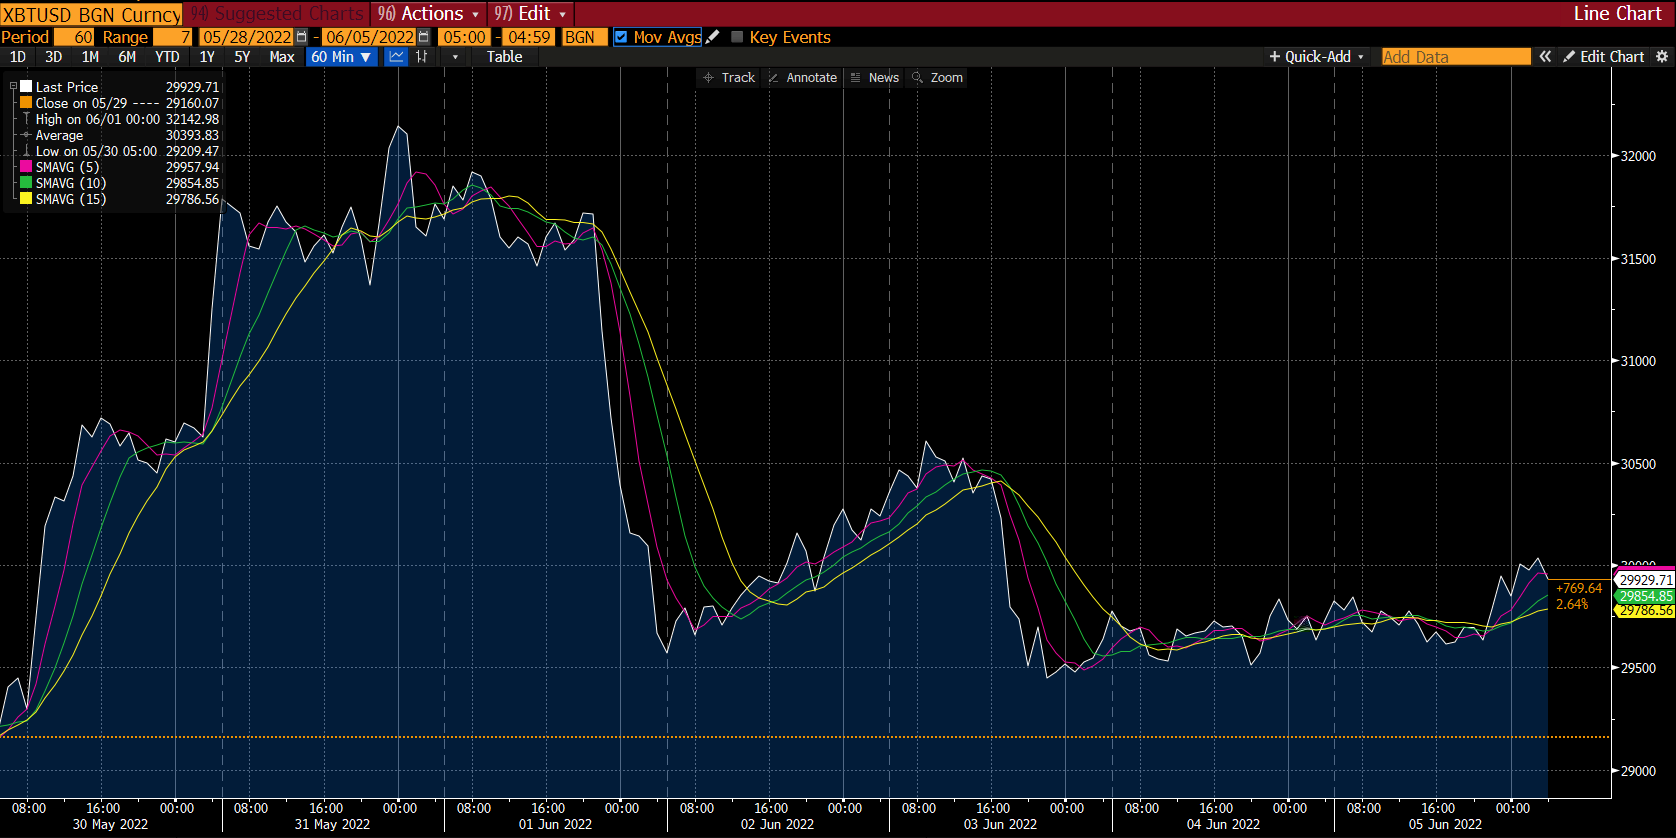 XBTUSD BGN Curncy 94) Suggested Charts 96) Actions 97) Edit Line Chart
Period 60 Range 7 05/28/2022 - 06/05/2022 05:00 - 04:59 BGN Mov Avgs Key Events
1D 3D 1M 6M YTD 1Y 5Y Max 60 Min ▼ Table + Quick-Add Add Data « Edit Chart
Track Annotate News Zoom
Last Price 29929.71
Close on 05/29 ---- 29160.07
High on 06/01 00:00 32142.98
Average 30393.83
Low on 05/30 05:00 29209.47
SMAVG (5) 29957.94
SMAVG (10) 29854.85
SMAVG (15) 29786.56
32000
31500
31000
30500
30000
29929.71
+769.64
29854.85
2.64%
29786.56
29500
29000
08:00 16:00 00:00 08:00 16:00 00:00 08:00 16:00 00:00 08:00 16:00 00:00 08:00 16:00 00:00 08:00 16:00 00:00 08:00 16:00 00:00
30 May 2022 31 May 2022 01 Jun 2022 02 Jun 2022 03 Jun 2022 04 Jun 2022 05 Jun 2022